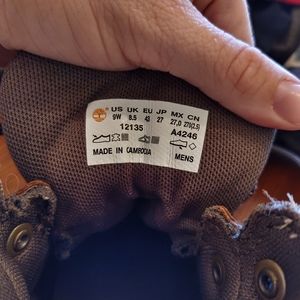 US UK EU JP MX CN
9W 8.5 43 27 27.0 270(2.5)
12135 A4246
MADE IN CAMBODIA MENS